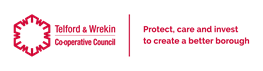 Telford & Wrekin
Co-operative Council
Protect, care and invest
to create a better borough